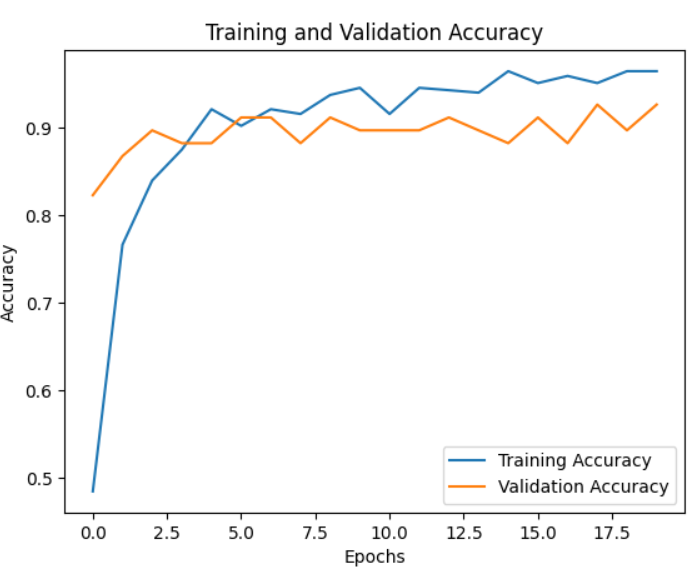 Training and Validation Accuracy
Accuracy
0.9
0.8
0.7
0.6
0.5
Training Accuracy
Validation Accuracy
0.0 2.5 5.0 7.5 10.0 12.5 15.0 17.5
Epochs